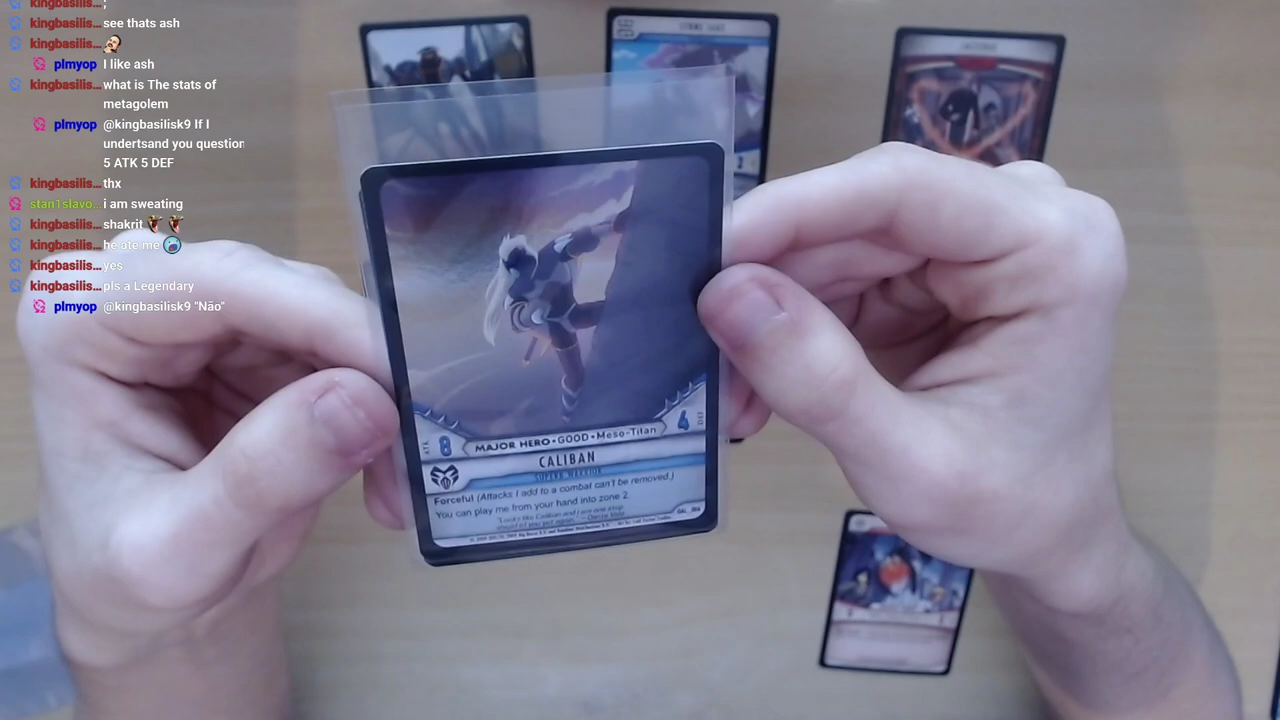 kingbasilis...
kingbasilis... see thats ash
kingbasilis...
plmyop I like ash
kingbasilis... what is The stats of
metagolem
plmyop @kingbasilisk9 If I
undertsand you question
5 ATK 5 DEF
kingbasilis... thx
stan1slavo... i am sweating
kingbasilis... shakrit
kingbasilis... he ate me
kingbasilis... yes
kingbasilis... pls a Legendary
plmyop @kingbasilisk9 "Não"
ATK 8
MAJOR HERO • GOOD • Meso-Titan
4 DEF
CALIBAN
SUPERB WARRIOR
Forceful (Attacks I add to a combat can't be removed.)
You can play me from your hand into zone 2.
2